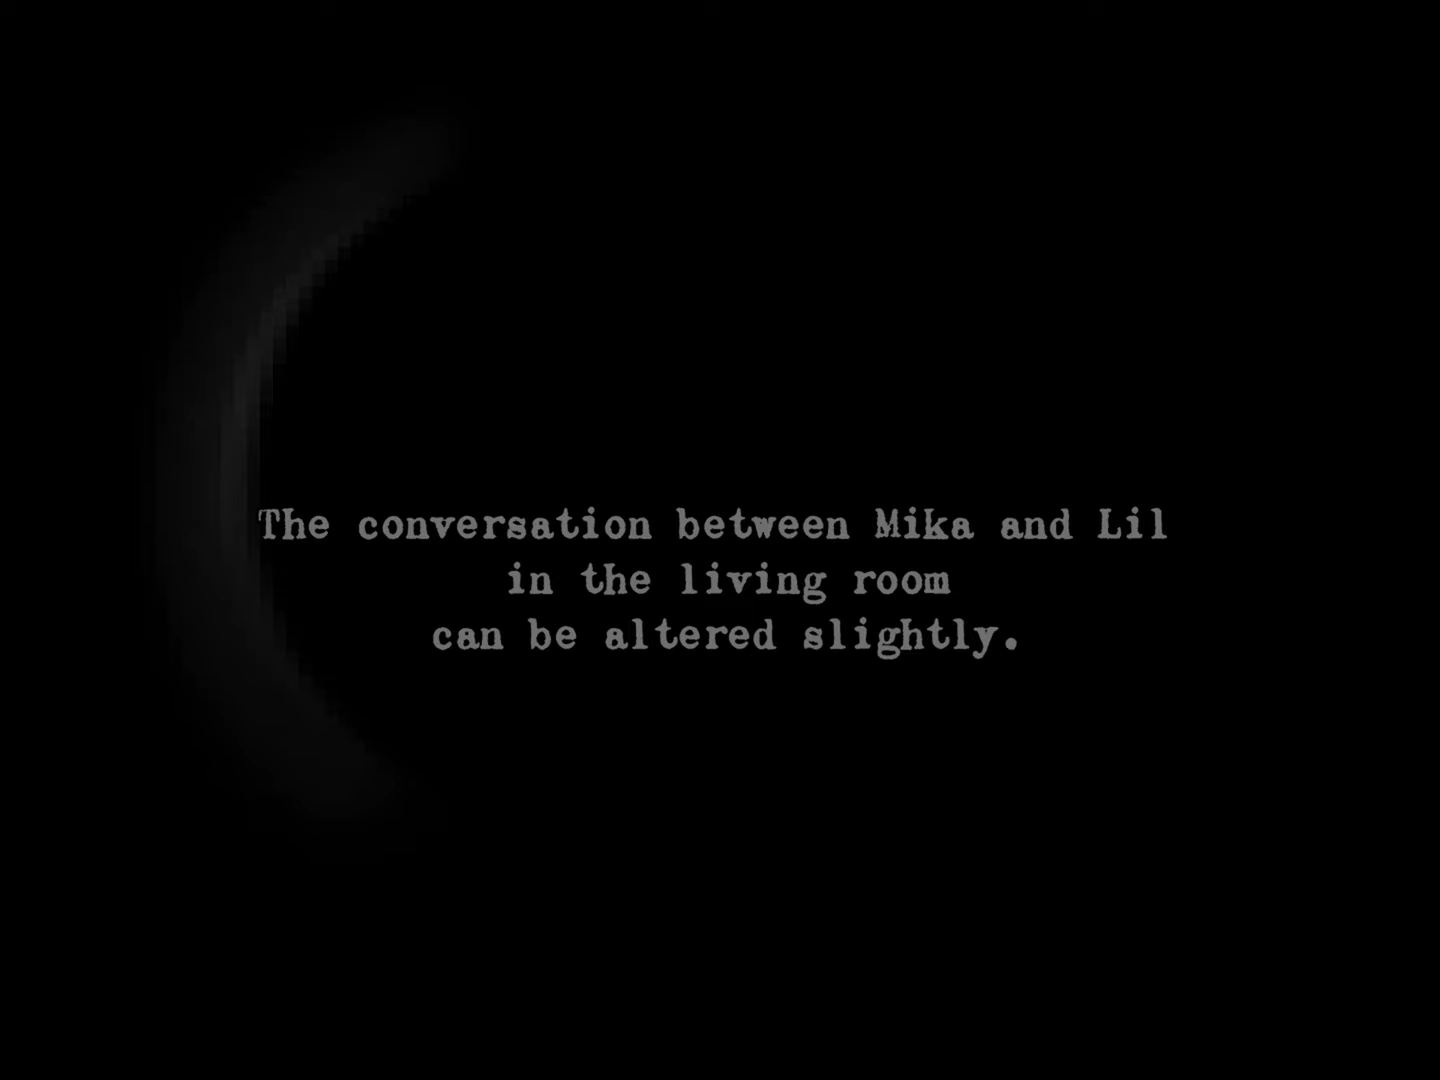 The conversation between Mika and Lil
in the living room
can be altered slightly.